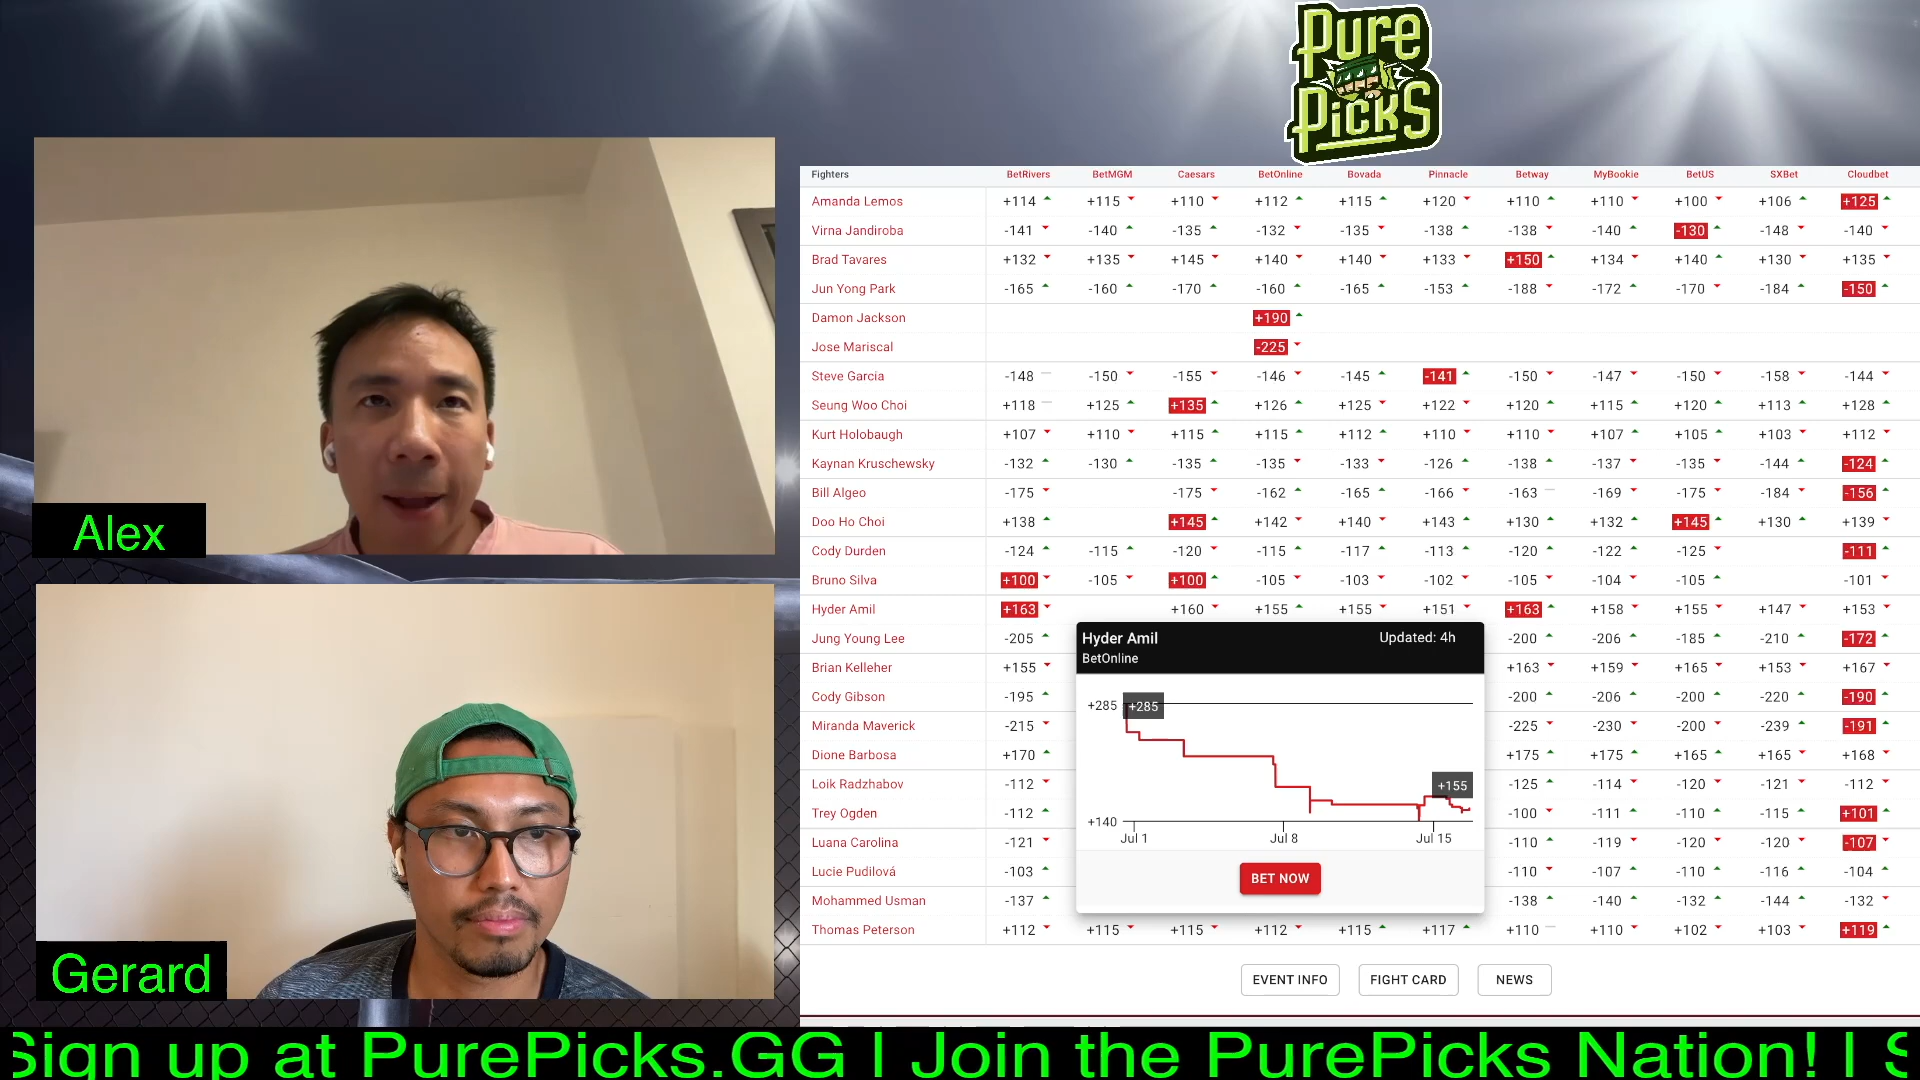 Pure
Picks
Fighters BetRivers BetMGM Caesars BetOnline Bovada Pinnacle Betway MyBookie BetUS SXBet Cloudbet
Amanda Lemos +114 +115 +110 +112 +115 +120 +110 +110 +100 +106 +125
Virna Jandiroba -141 -140 -135 -132 -135 -138 -138 -140 -130 -148 -140
Brad Tavares +132 +135 +145 +140 +140 +133 +150 +134 +140 +130 +135
Jun Yong Park -165 -160 -170 -160 -165 -153 -188 -172 -170 -184 -150
Damon Jackson +190
Jose Mariscal -225
Steve Garcia -148 -150 -155 -146 -145 -141 -150 -147 -150 -158 -144
Seung Woo Choi +118 +125 +135 +126 +125 +122 +120 +115 +120 +113 +128
Kurt Holobaugh +107 +110 +115 +115 +112 +110 +110 +107 +105 +103 +112
Kaynan Kruschewsky -132 -130 -135 -135 -133 -126 -138 -137 -135 -144 -124
Bill Algeo -175 -175 -162 -165 -166 -163 -169 -175 -184 -156
Doo Ho Choi +138 +145 +142 +140 +143 +130 +132 +145 +130 +139
Cody Durden -124 -115 -120 -115 -117 -113 -120 -122 -125 -111
Bruno Silva +100 -105 +100 -105 -103 -102 -105 -104 -105 -101
Hyder Amil +163 +160 +155 +155 +151 +163 +158 +155 +147 +153
Jung Young Lee -205 -200 -206 -185 -210 -172
Brian Kelleher +155 +163 +159 +165 +153 +167
Cody Gibson -195 -200 -206 -200 -220 -190
Miranda Maverick -215 -225 -230 -200 -239 -191
Dione Barbosa +170 +175 +175 +165 +165 +168
Loik Radzhabov -112 -125 -114 -120 -121 -112
Trey Ogden -112 -100 -111 -110 -115 +101
Luana Carolina -121 -110 -119 -120 -120 -107
Lucie Pudilová -103 -110 -107 -110 -116 -104
Mohammed Usman -137 -138 -140 -132 -144 -132
Thomas Peterson +112 +115 +115 +112 +115 +117 +110 +110 +102 +103 +119
Hyder Amil Updated: 4h
BetOnline
+285 +285
+155
+140
Jul 1 Jul 8 Jul 15
BET NOW
EVENT INFO FIGHT CARD NEWS
Alex
Gerard
Sign up at PurePicks.GG | Join the PurePicks Nation! | S